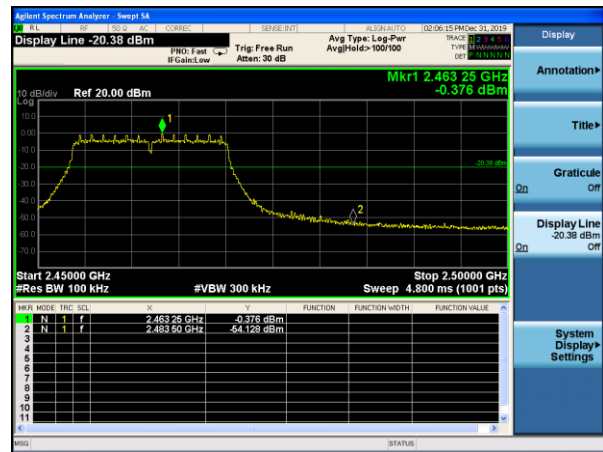 Agilent Spectrum Analyzer - Swept SA
RL RF 50 Ω AC CORREC SENSE:INT ALIGN AUTO 02:06:15 PM Dec 31, 2019
Display Line -20.38 dBm
PNO: Fast
IFGain:Low
Trig: Free Run
Atten: 30 dB
Avg Type: Log-Pwr
Avg|Hold:>100/100
TRACE 1 2 3 4 5 6
TYPE
DET P N N N N N
Mkr1 2.463 25 GHz
-0.376 dBm
10 dB/div Ref 20.00 dBm
Log
10.0
0.00
-10.0
-20.0
-30.0
-40.0
-50.0
-60.0
-70.0
1
-20.38 dBm
2
Start 2.45000 GHz
Stop 2.50000 GHz
#Res BW 100 kHz #VBW 300 kHz Sweep 4.800 ms (1001 pts)
MKR MODE TRC SCL X Y FUNCTION FUNCTION WIDTH FUNCTION VALUE
1 N 1 f 2.463 25 GHz -0.376 dBm
2 N 1 f 2.483 50 GHz -54.128 dBm
3
4
5
6
7
8
9
10
11
MSG STATUS
Display
Annotation
Title
Graticule
On Off
Display Line
-20.38 dBm
On Off
System
Display
Settings